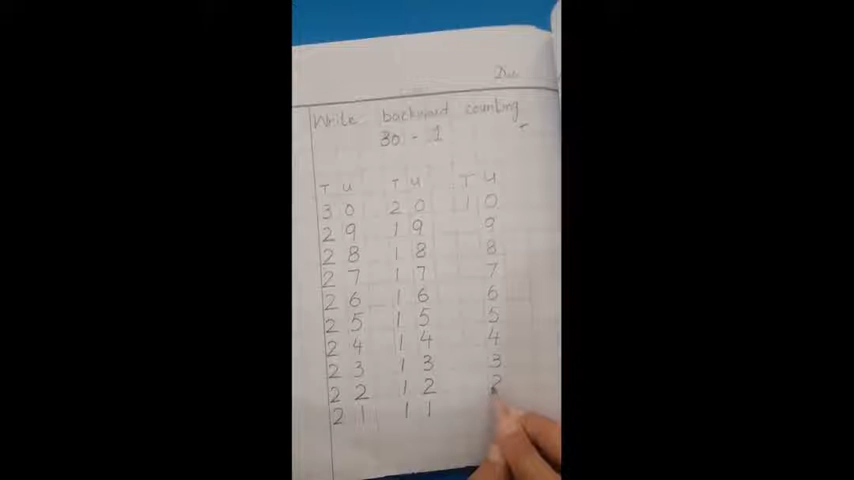 Write backward counting
30 - 1
T U T U T U
3 0 2 0 1 0
2 9 1 9 9
2 8 1 8 8
2 7 1 7 7
2 6 1 6 6
2 5 1 5 5
2 4 1 4 4
2 3 1 3 3
2 2 1 2 2
2 1 1 1